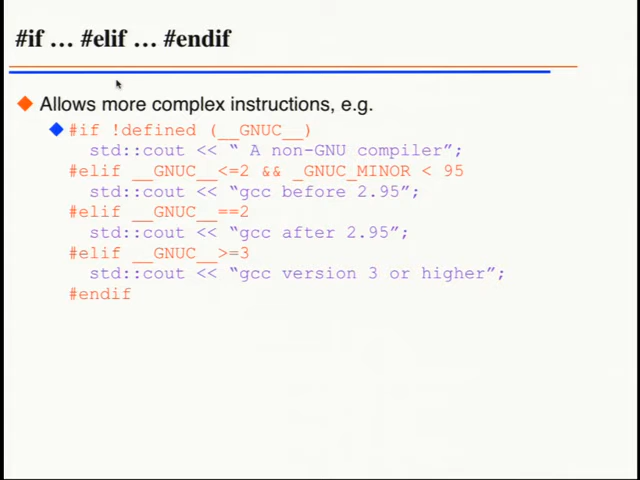 #if … #elif … #endif
Allows more complex instructions, e.g.
#if !defined (__GNUC__)
std::cout << “ A non-GNU compiler”;
#elif __GNUC__<=2 && _GNUC_MINOR < 95
std::cout << “gcc before 2.95”;
#elif __GNUC__==2
std::cout << “gcc after 2.95”;
#elif __GNUC__>=3
std::cout << “gcc version 3 or higher”;
#endif